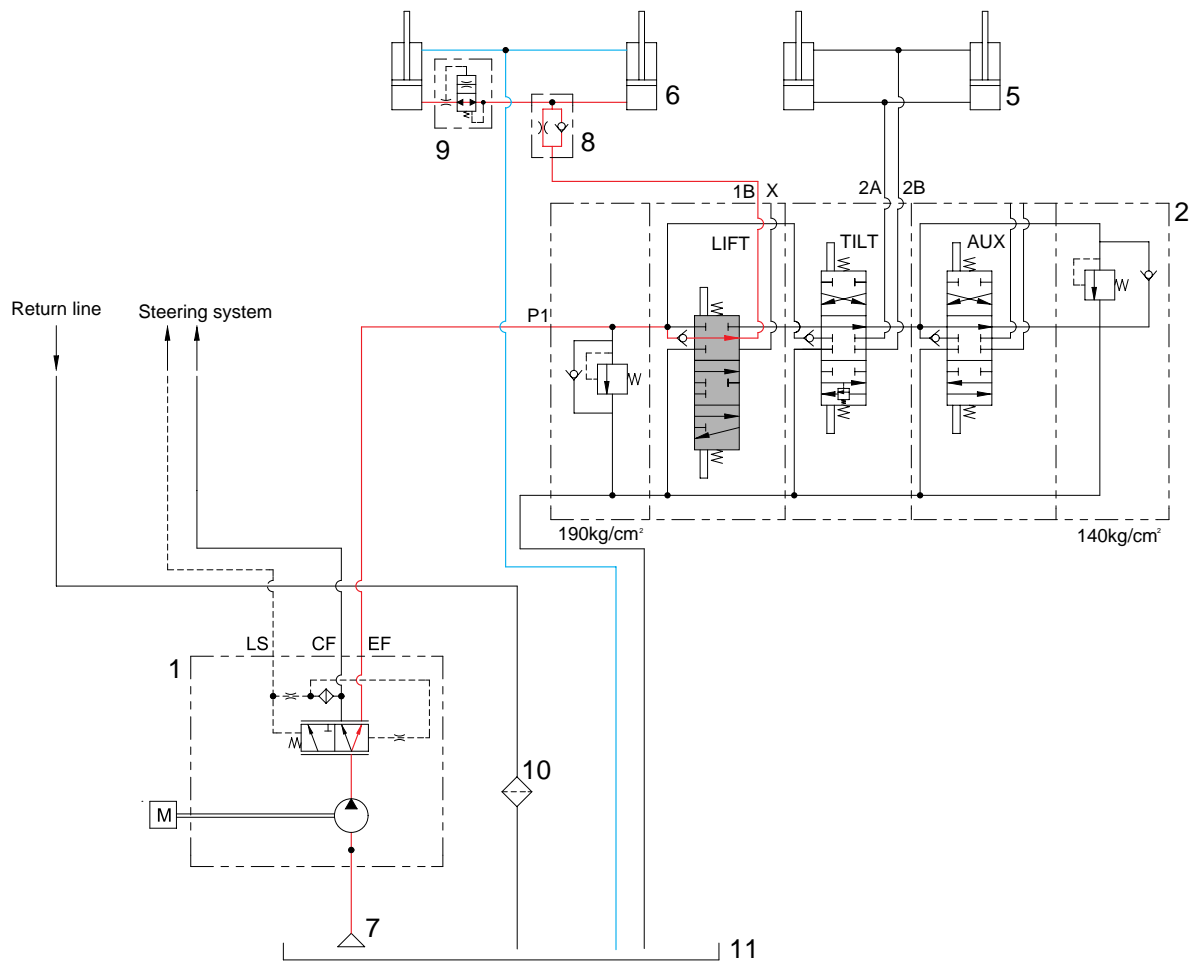 6
5
9
8
1B X
2A 2B
2
LIFT
TILT
AUX
Return line
Steering system
P1
190kg/cm²
140kg/cm²
LS
CF
EF
1
10
M
7
11